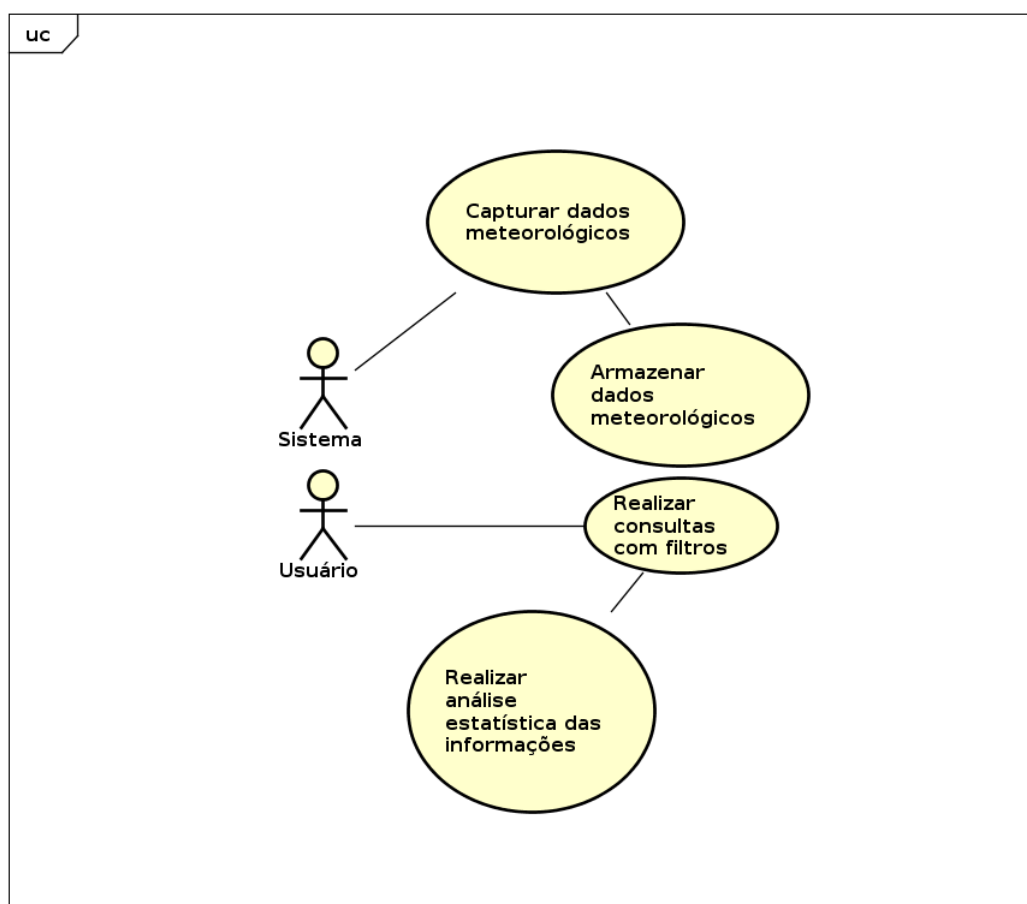 uc
Capturar dados
meteorológicos
Armazenar
dados
meteorológicos
Sistema
Realizar
consultas
com filtros
Usuário
Realizar
análise
estatística das
informações